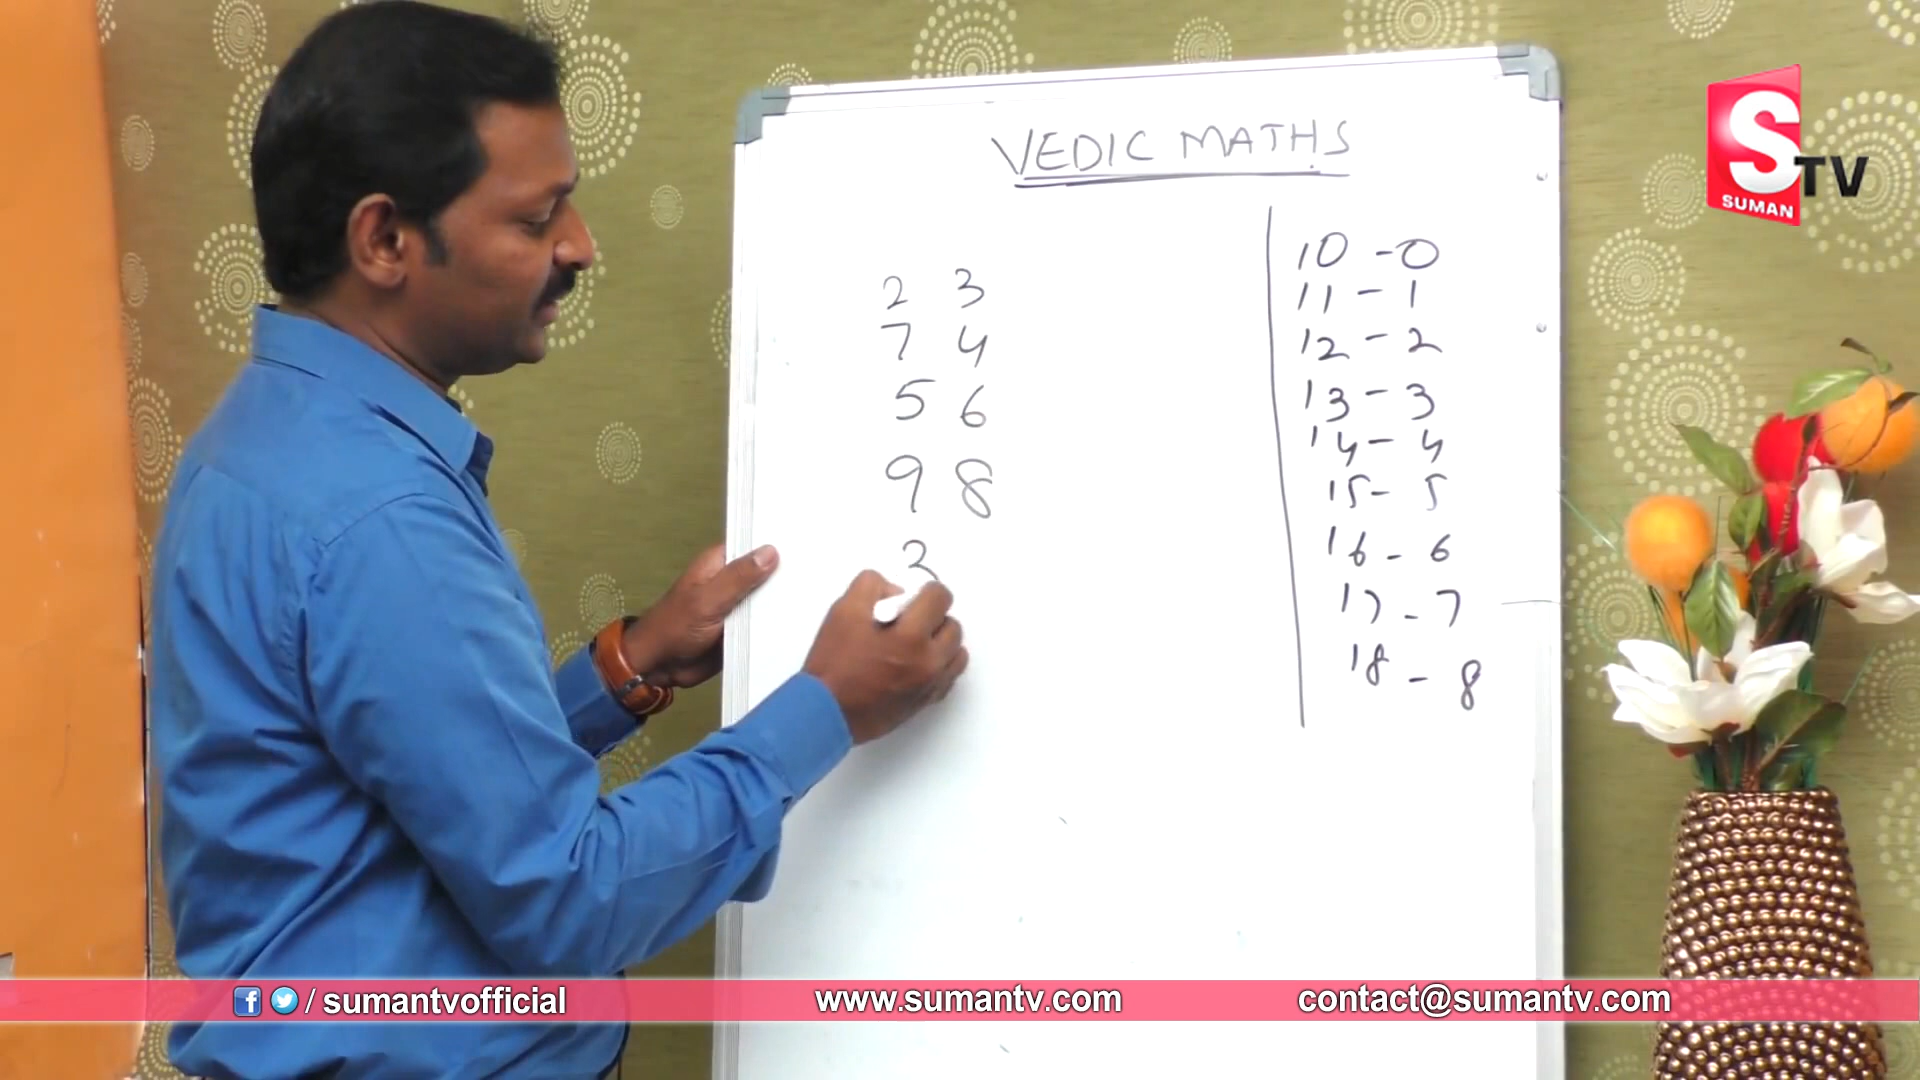 VEDIC MATHS
2 3
7 4
5 6
9 8
3
10 - 0
11 - 1
12 - 2
13 - 3
14 - 4
15 - 5
16 - 6
17 - 7
18 - 8
S TV
SUMAN
/ sumantvofficial
www.sumantv.com
contact@sumantv.com